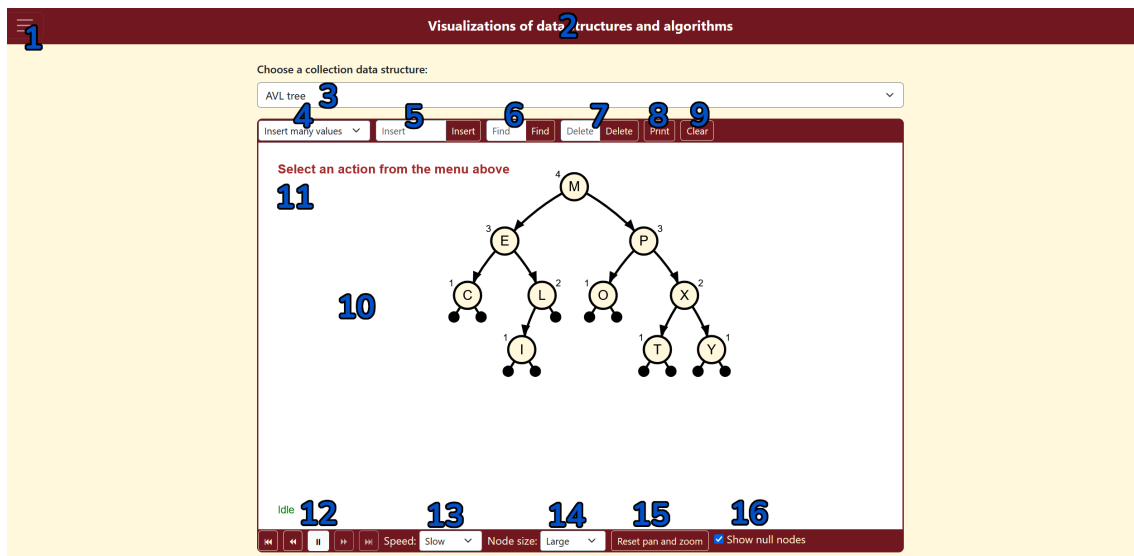 1
Visualizations of data structures and algorithms
2
Choose a collection data structure:
AVL tree
3
4
5
6
7
8
9
Insert many values
Insert
Insert
Find
Find
Delete
Delete
Print
Clear
Select an action from the menu above
11
4
M
3
E
P
3
10
1
C
L
2
1
O
X
2
1
I
1
T
Y
1
Idle
12
13
14
15
16
Speed:
Slow
Node size:
Large
Reset pan and zoom
Show null nodes